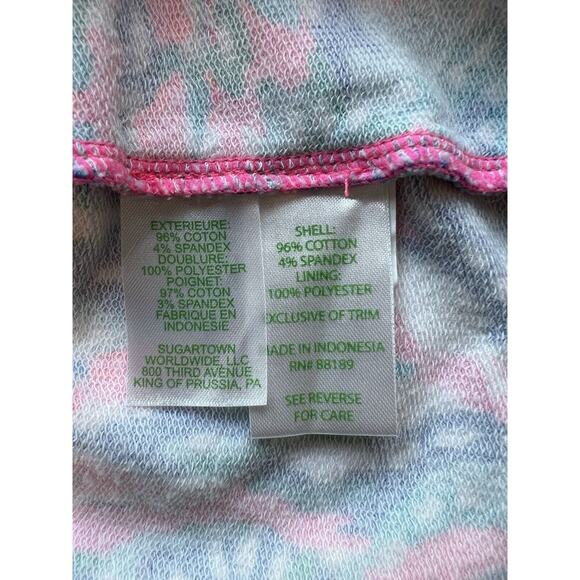 EXTERIEURE:
96% COTON
4% SPANDEX
DOUBLURE:
100% POLYESTER
POIGNET:
97% COTON
3% SPANDEX
FABRIQUE EN
INDONESIE
SUGARTOWN
WORLDWIDE, LLC
800 THIRD AVENUE
KING OF PRUSSIA, PA
SHELL:
96% COTTON
4% SPANDEX
LINING:
100% POLYESTER
EXCLUSIVE OF TRIM
MADE IN INDONESIA
RN# 88189
SEE REVERSE
FOR CARE